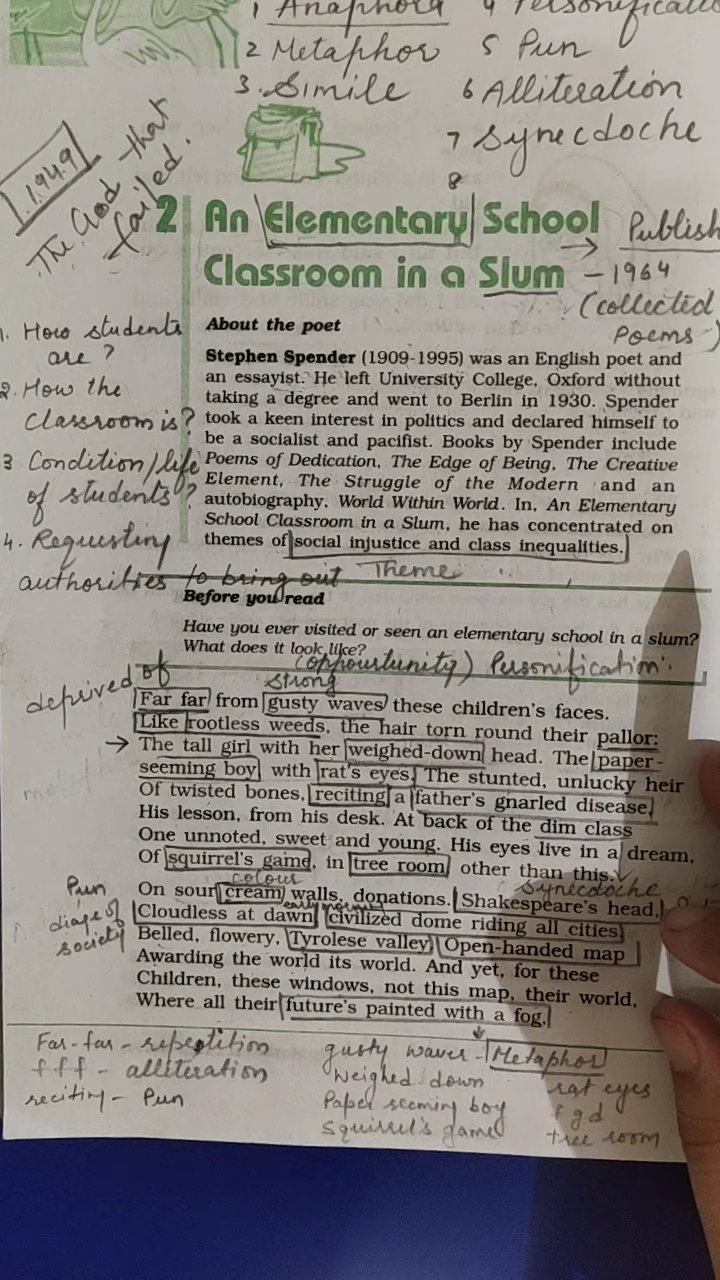 1 Anaphora 4 Personification
2 Metaphor 5 Pun
3. Simile 6 Alliteration
7 Synecdoche
8
1949
The God that
failed.
2 An Elementary School
Classroom in a Slum
→ Publish
– 1964
(collected
Poems)
About the poet
Stephen Spender (1909-1995) was an English poet and
an essayist. He left University College, Oxford without
taking a degree and went to Berlin in 1930. Spender
took a keen interest in politics and declared himself to
be a socialist and pacifist. Books by Spender include
Poems of Dedication, The Edge of Being, The Creative
Element, The Struggle of the Modern and an
autobiography, World Within World. In, An Elementary
School Classroom in a Slum, he has concentrated on
themes of social injustice and class inequalities.
1. How students
are ?
2. How the
Classroom is?
3 Condition/life
of students?
4. Requesting
authorities to bring out
Theme
Before you read
Have you ever visited or seen an elementary school in a slum?
What does it look like?
(oppourtunity) Personification
deprived of
strong
Far far from gusty waves these children's faces.
Like rootless weeds, the hair torn round their pallor:
→ The tall girl with her weighed-down head. The paper-
seeming boy, with rat's eyes. The stunted, unlucky heir
Of twisted bones, reciting a father's gnarled disease,
His lesson, from his desk. At back of the dim class
One unnoted, sweet and young. His eyes live in a dream,
Of squirrel's game, in tree room, other than this.
colour
Synecdoche
On sour cream walls, donations. Shakespeare's head,
early morning
Cloudless at dawn, civilized dome riding all cities.
Belled, flowery, Tyrolese valley. Open-handed map
Awarding the world its world. And yet, for these
Children, these windows, not this map, their world,
Where all their future's painted with a fog,
Pun
of
society
Far-far – repetition
f f f – alliteration
reciting – Pun
gusty waves – Metaphor
Weighed down
Paper seeming boy
Squirrel's game
rat eyes
f g d
tree room